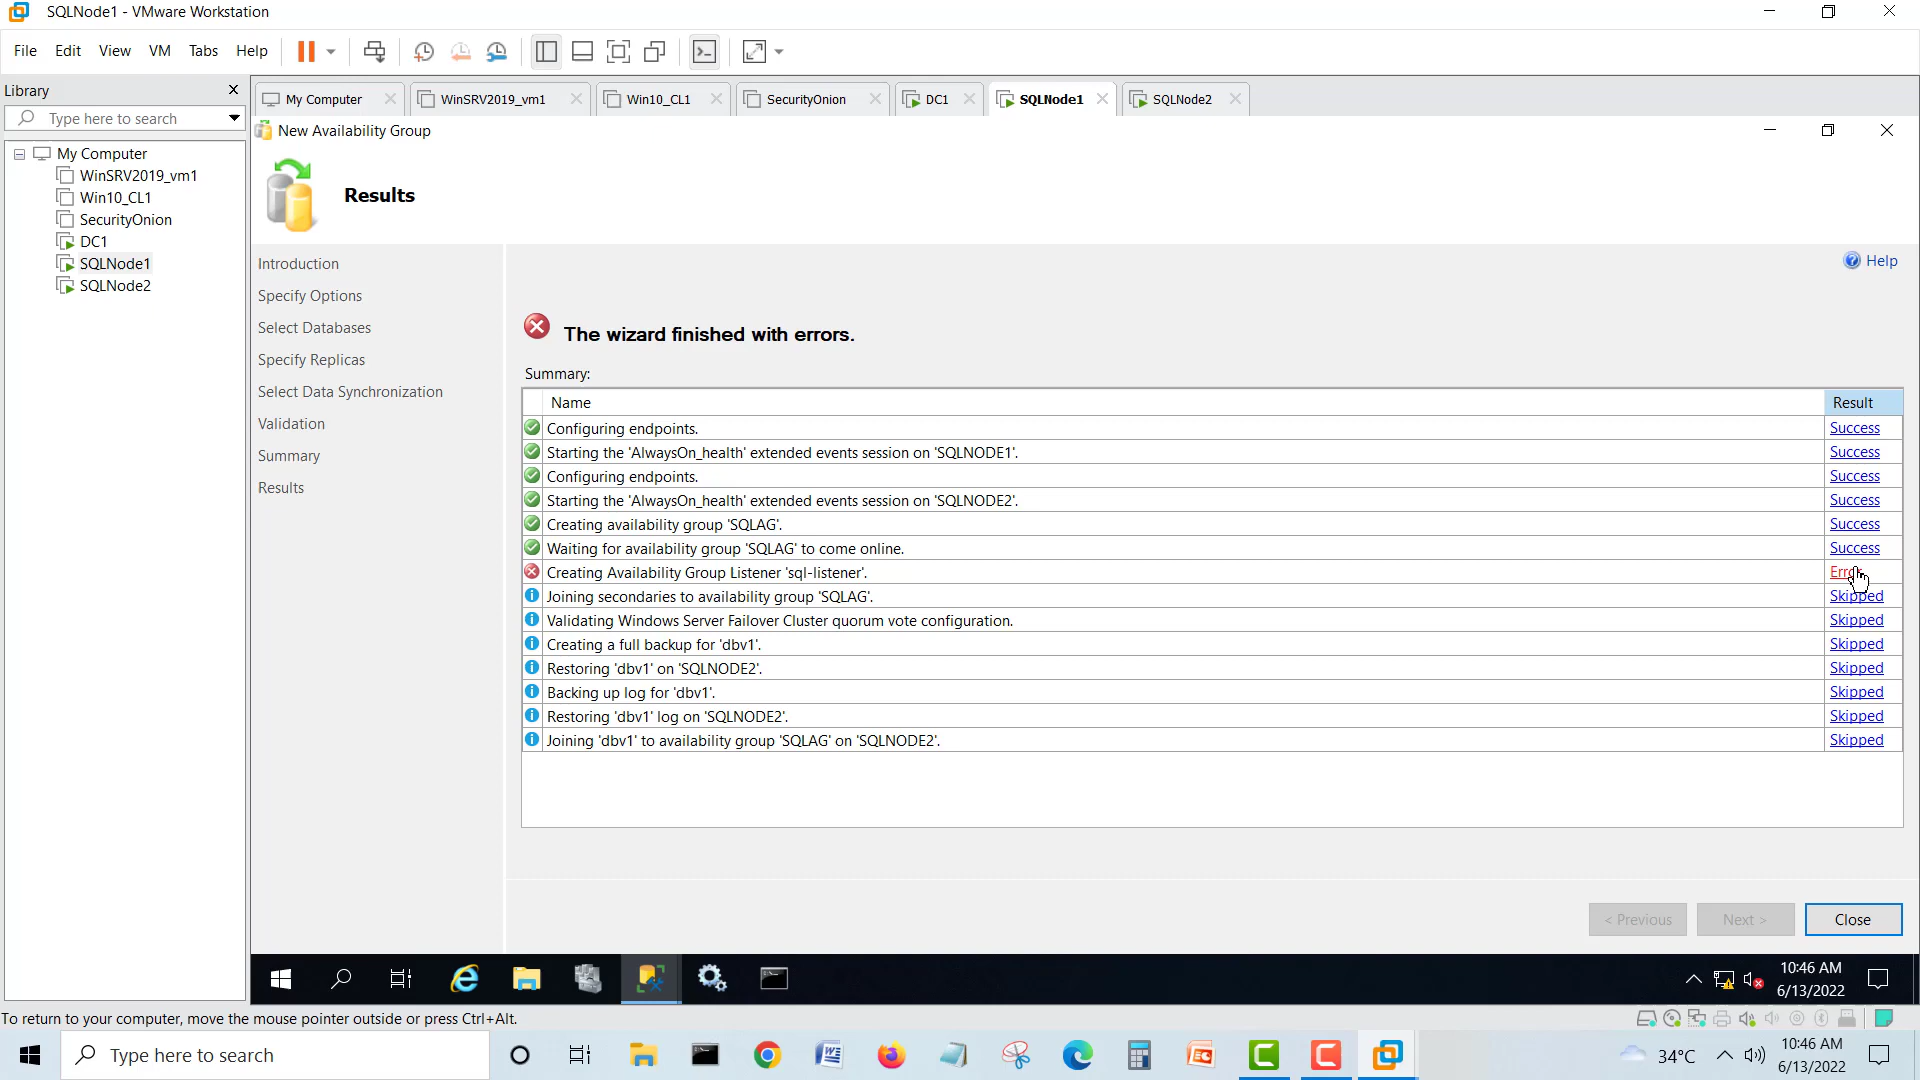 SQLNode1 - VMware Workstation
File Edit View VM Tabs Help
Library
Type here to search
My Computer
WinSRV2019_vm1
Win10_CL1
SecurityOnion
DC1
SQLNode1
SQLNode2
My Computer WinSRV2019_vm1 Win10_CL1 SecurityOnion DC1 SQLNode1 SQLNode2
New Availability Group
Results
Introduction
Specify Options
Select Databases
Specify Replicas
Select Data Synchronization
Validation
Summary
Results
Help
The wizard finished with errors.
Summary:
Name Result
Configuring endpoints. Success
Starting the 'AlwaysOn_health' extended events session on 'SQLNODE1'. Success
Configuring endpoints. Success
Starting the 'AlwaysOn_health' extended events session on 'SQLNODE2'. Success
Creating availability group 'SQLAG'. Success
Waiting for availability group 'SQLAG' to come online. Success
Creating Availability Group Listener 'sql-listener'. Error
Joining secondaries to availability group 'SQLAG'. Skipped
Validating Windows Server Failover Cluster quorum vote configuration. Skipped
Creating a full backup for 'dbv1'. Skipped
Restoring 'dbv1' on 'SQLNODE2'. Skipped
Backing up log for 'dbv1'. Skipped
Restoring 'dbv1' log on 'SQLNODE2'. Skipped
Joining 'dbv1' to availability group 'SQLAG' on 'SQLNODE2'. Skipped
< Previous Next > Close
10:46 AM
6/13/2022
To return to your computer, move the mouse pointer outside or press Ctrl+Alt.
Type here to search
34°C
10:46 AM
6/13/2022